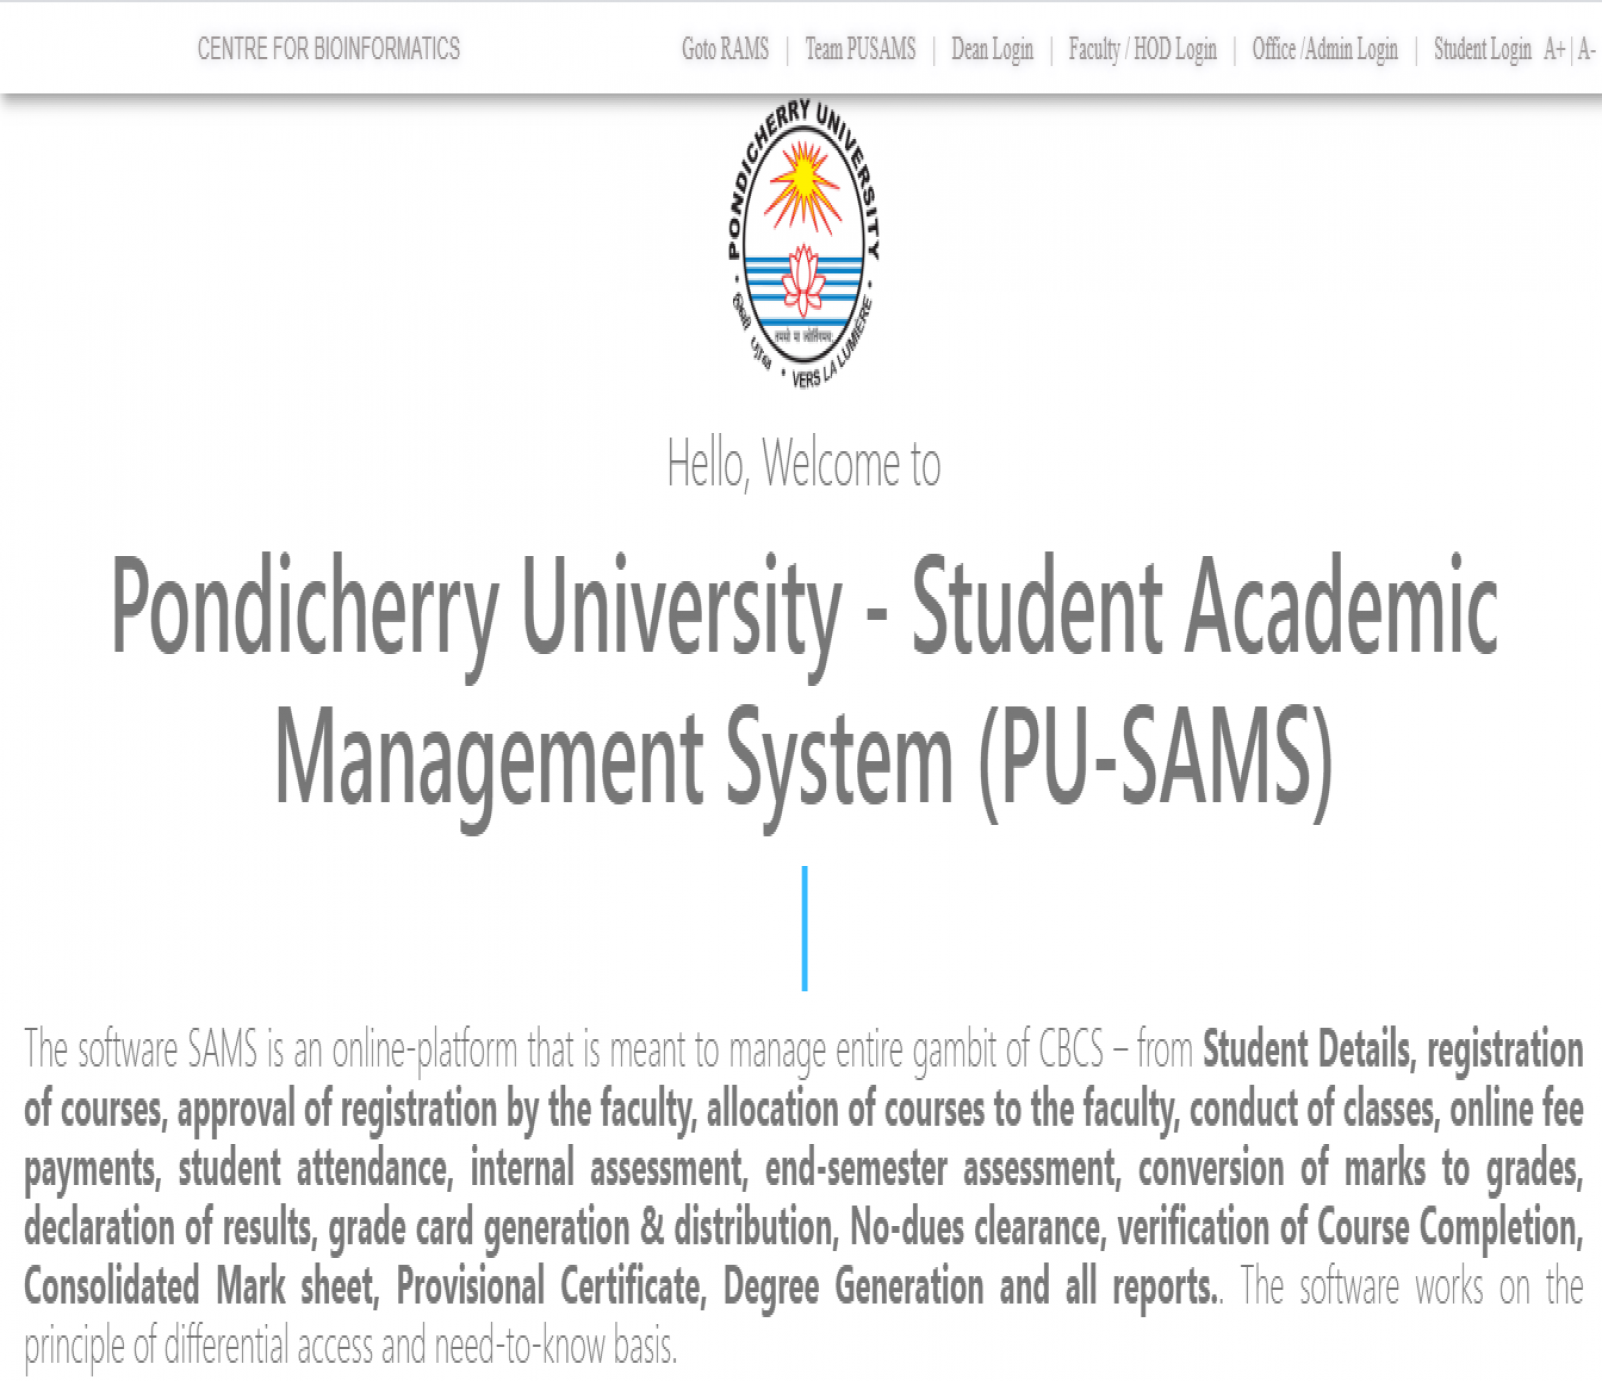 CENTRE FOR BIOINFORMATICS
Goto RAMS | Team PUSAMS | Dean Login | Faculty / HOD Login | Office /Admin Login | Student Login A+ | A-
PONDICHERRY UNIVERSITY
VERS LA LUMIÈRE
Hello, Welcome to
Pondicherry University - Student Academic
Management System (PU-SAMS)
The software SAMS is an online-platform that is meant to manage entire gambit of CBCS – from Student Details, registration
of courses, approval of registration by the faculty, allocation of courses to the faculty, conduct of classes, online fee
payments, student attendance, internal assessment, end-semester assessment, conversion of marks to grades,
declaration of results, grade card generation & distribution, No-dues clearance, verification of Course Completion,
Consolidated Mark sheet, Provisional Certificate, Degree Generation and all reports.. The software works on the
principle of differential access and need-to-know basis.